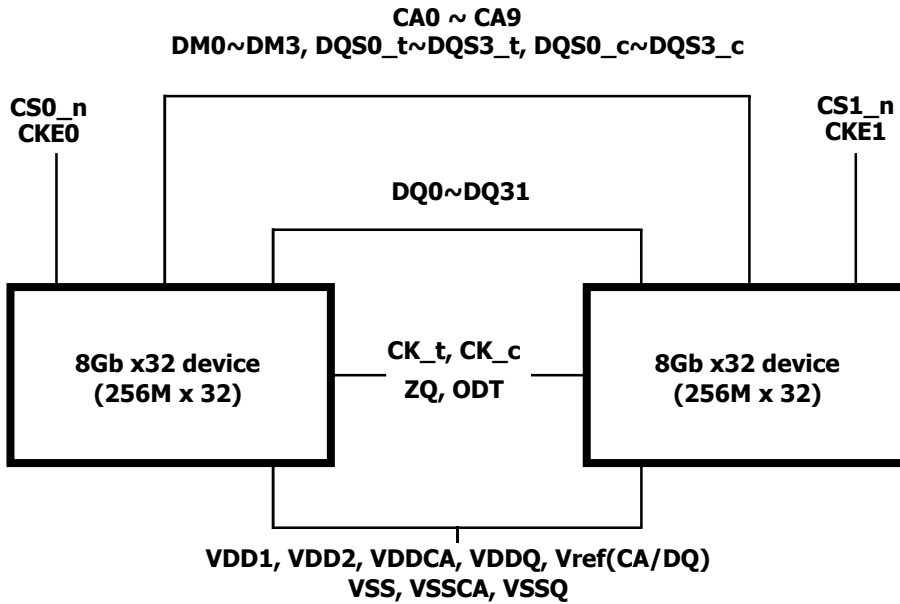 CA0 ~ CA9
DM0~DM3, DQS0_t~DQS3_t, DQS0_c~DQS3_c
CS0_n
CKE0
CS1_n
CKE1
DQ0~DQ31
8Gb x32 device
(256M x 32)
CK_t, CK_c
ZQ, ODT
8Gb x32 device
(256M x 32)
VDD1, VDD2, VDDCA, VDDQ, Vref(CA/DQ)
VSS, VSSCA, VSSQ